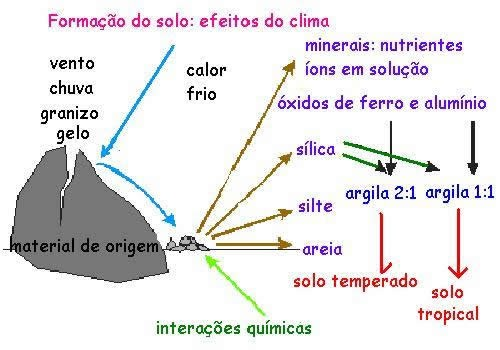 Formação do solo: efeitos do clima
vento
chuva
granizo
gelo
calor
frio
minerais: nutrientes
íons em solução
óxidos de ferro e alumínio
sílica
argila 2:1
argila 1:1
silte
areia
material de origem
solo temperado
solo
tropical
interações químicas